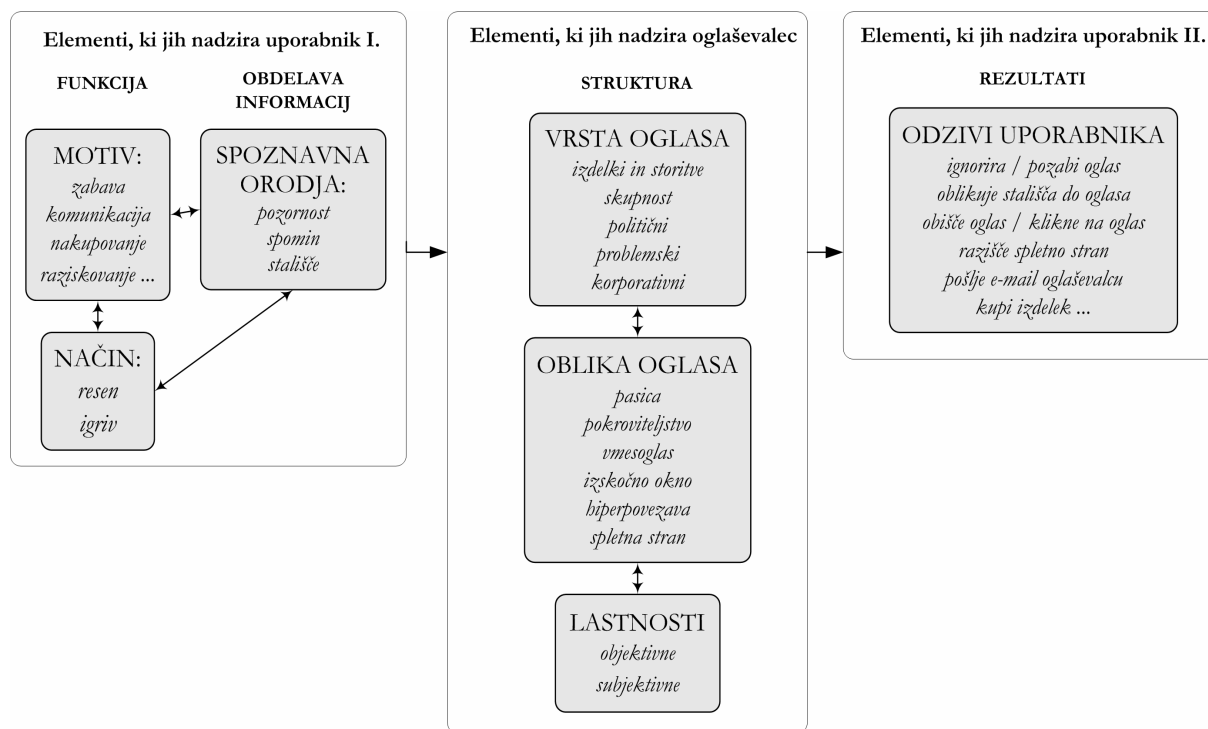 Elementi, ki jih nadzira uporabnik I.
FUNKCIJA
OBDELAVA
INFORMACIJ
MOTIV:
zabava
komunikacija
nakupovanje
raziskovanje ...
SPOZNAVNA
ORODJA:
pozornost
spomin
stališče
NAČIN:
resen
igriv
Elementi, ki jih nadzira oglaševalec
STRUKTURA
VRSTA OGLASA
izdelki in storitve
skupnost
politični
problemski
korporativni
OBLIKA OGLASA
pasica
pokroviteljstvo
vmesoglas
izskočno okno
hiperpovezava
spletna stran
LASTNOSTI
objektivne
subjektivne
Elementi, ki jih nadzira uporabnik II.
REZULTATI
ODZIVI UPORABNIKA
ignorira / pozabi oglas
oblikuje stališča do oglasa
obišče oglas / klikne na oglas
razišče spletno stran
pošlje e-mail oglaševalcu
kupi izdelek ...